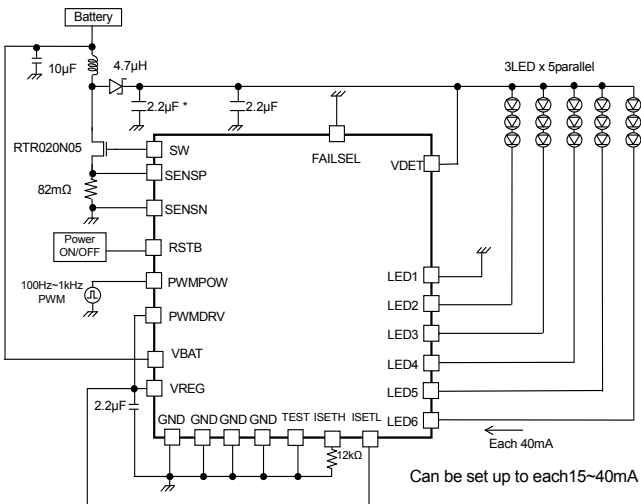 Battery
10µF
4.7µH
2.2µF *
2.2µF
3LED x 5parallel
RTR020N05
82mΩ
SW
FAILSEL
VDET
SENSP
SENSN
Power
ON/OFF
RSTB
100Hz~1kHz
PWM
PWMPOW
PWMDRV
VBAT
VREG
2.2µF
LED1
LED2
LED3
LED4
LED5
LED6
GND GND GND GND TEST ISETH ISETL
12kΩ
Each 40mA
Can be set up to each15~40mA